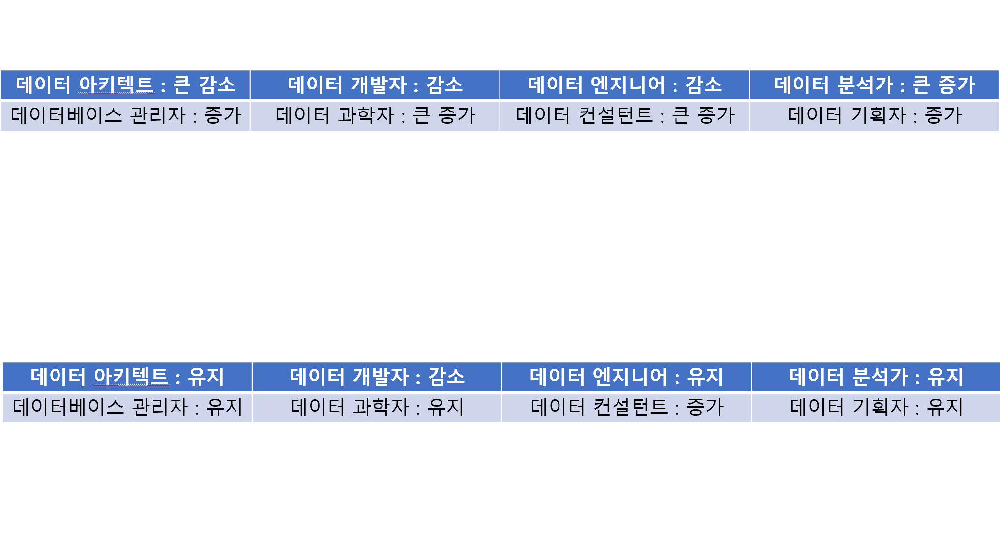 데이터 아키텍트 : 큰 감소 데이터 개발자 : 감소 데이터 엔지니어 : 감소 데이터 분석가 : 큰 증가
데이터베이스 관리자 : 증가 데이터 과학자 : 큰 증가 데이터 컨설턴트 : 큰 증가 데이터 기획자 : 증가
데이터 아키텍트 : 유지 데이터 개발자 : 감소 데이터 엔지니어 : 유지 데이터 분석가 : 유지
데이터베이스 관리자 : 유지 데이터 과학자 : 유지 데이터 컨설턴트 : 증가 데이터 기획자 : 유지